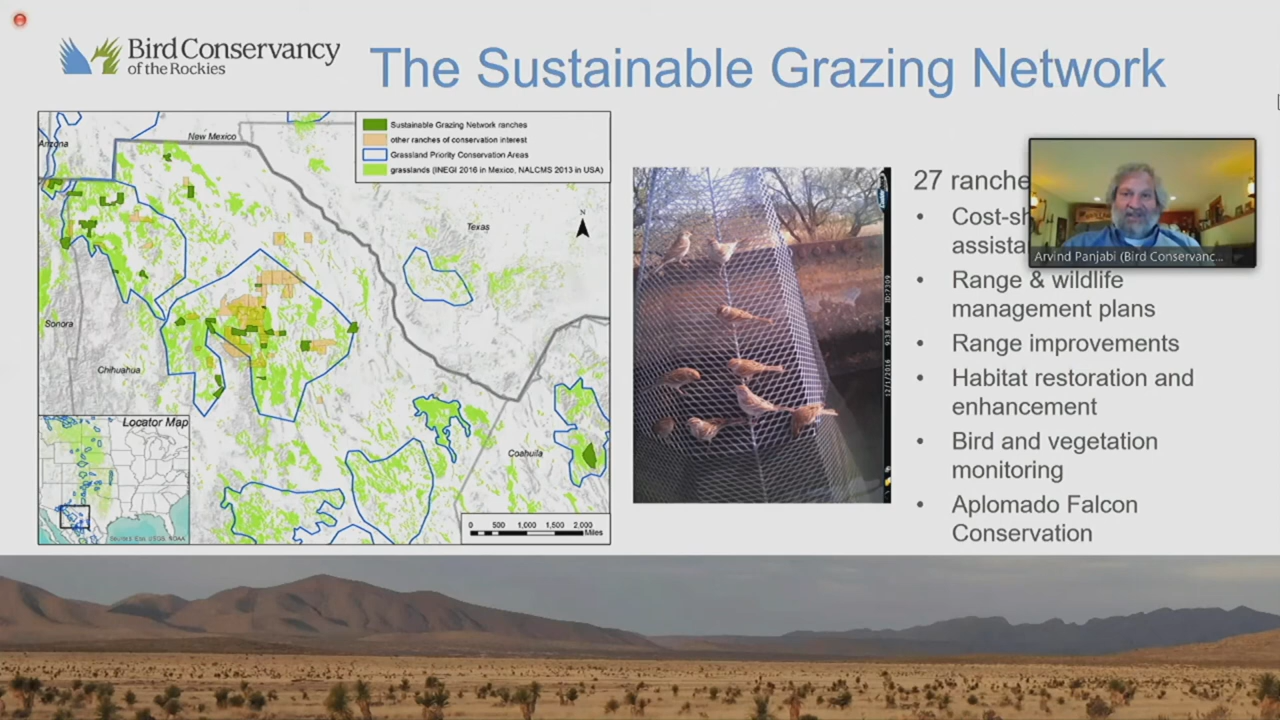 Bird Conservancy
of the Rockies
The Sustainable Grazing Network
Arizona
New Mexico
Sustainable Grazing Network ranches
other ranches of conservation interest
Grassland Priority Conservation Areas
grasslands (INEGI 2016 in Mexico, NALCMS 2013 in USA)
N
Texas
Sonora
Chihuahua
Coahuila
Locator Map
0 500 1,000 1,500 2,000
Miles
27 ranche
Cost-sh
assista
• Range & wildlife
management plans
• Range improvements
• Habitat restoration and
enhancement
• Bird and vegetation
monitoring
• Aplomado Falcon
Conservation
Arvind Panjabi (Bird Conservanc...